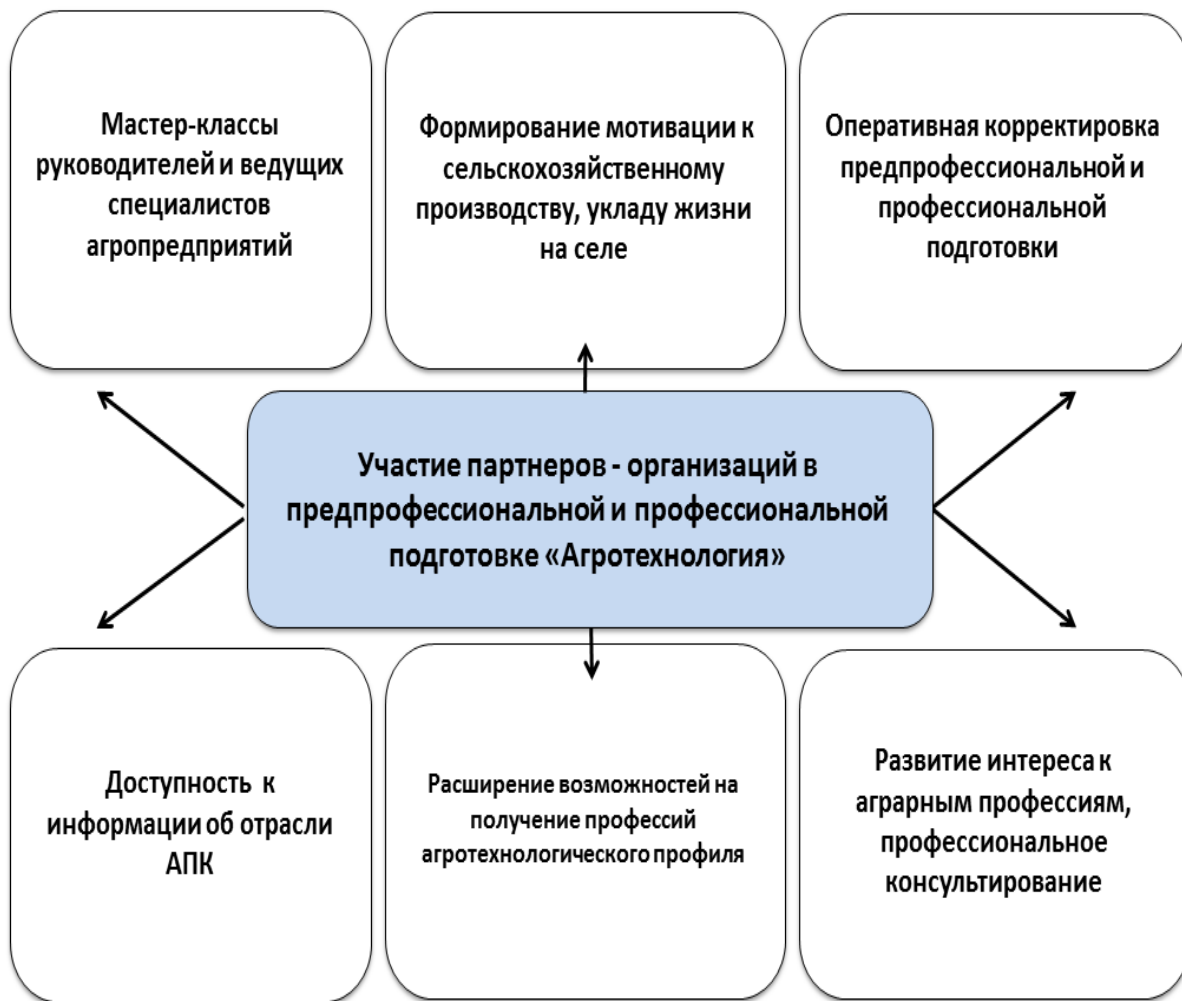 Мастер-классы
руководителей и ведущих
специалистов
агропредприятий
Формирование мотивации к
сельскохозяйственному
производству, укладу жизни
на селе
Оперативная корректировка
предпрофессиональной и
профессиональной
подготовки
Участие партнеров - организаций в
предпрофессиональной и профессиональной
подготовке «Агротехнология»
Доступность к
информации об отрасли
АПК
Расширение возможностей на
получение профессий
агротехнологического профиля
Развитие интереса к
аграрным профессиям,
профессиональное
консультирование